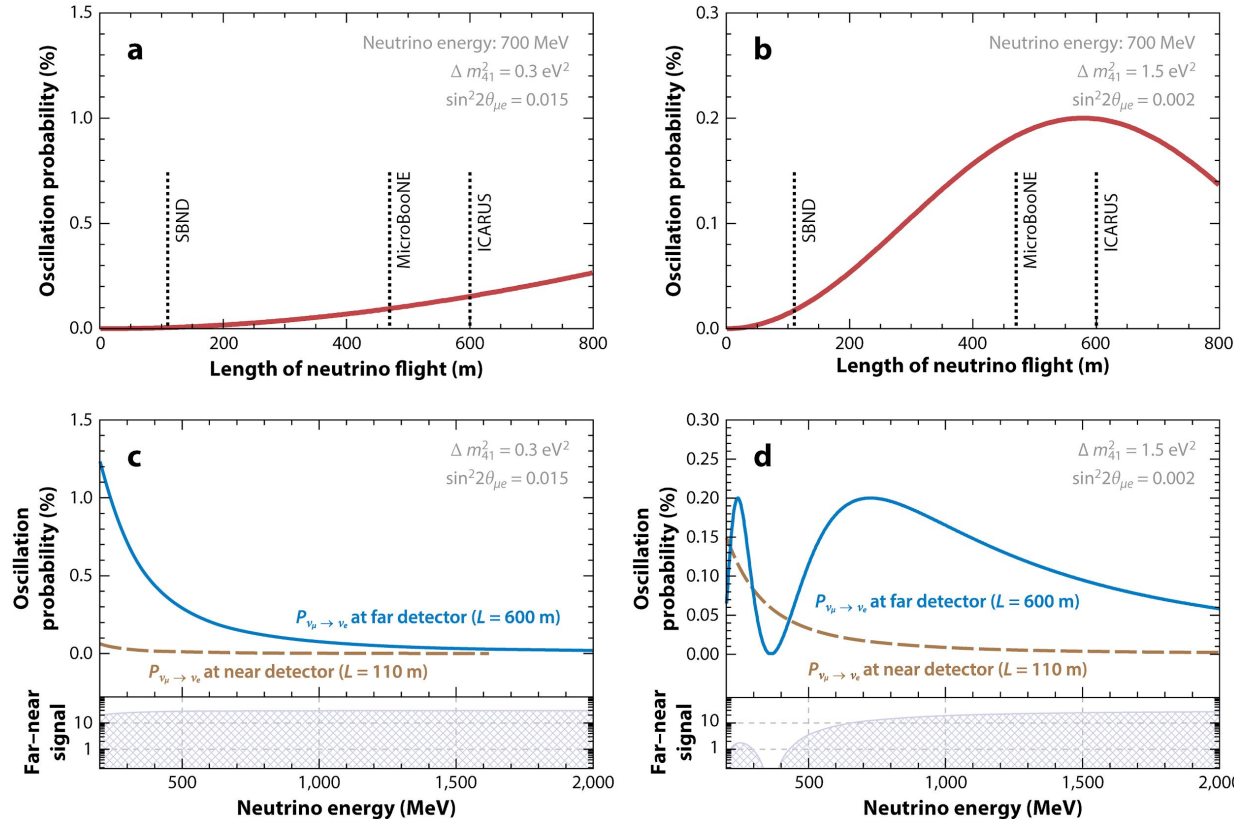 a
Neutrino energy: 700 MeV
Δ m²₄₁ = 0.3 eV²
sin²2θμe = 0.015
Oscillation probability (%)
1.5
1.0
0.5
0.0
SBND
MicroBooNE
ICARUS
0 200 400 600 800
Length of neutrino flight (m)
b
Neutrino energy: 700 MeV
Δ m²₄₁ = 1.5 eV²
sin²2θμe = 0.002
Oscillation probability (%)
0.3
0.2
0.1
0.0
SBND
MicroBooNE
ICARUS
0 200 400 600 800
Length of neutrino flight (m)
c
Δ m²₄₁ = 0.3 eV²
sin²2θμe = 0.015
Oscillation
probability (%)
1.5
1.0
0.5
0.0
Pνμ → νe at far detector (L = 600 m)
Pνμ → νe at near detector (L = 110 m)
Far–near
signal
10
1
500 1,000 1,500 2,000
Neutrino energy (MeV)
d
Δ m²₄₁ = 1.5 eV²
sin²2θμe = 0.002
Oscillation
probability (%)
0.30
0.25
0.20
0.15
0.10
0.05
0.00
Pνμ → νe at far detector (L = 600 m)
Pνμ → νe at near detector (L = 110 m)
Far–near
signal
10
1
500 1,000 1,500 2,000
Neutrino energy (MeV)